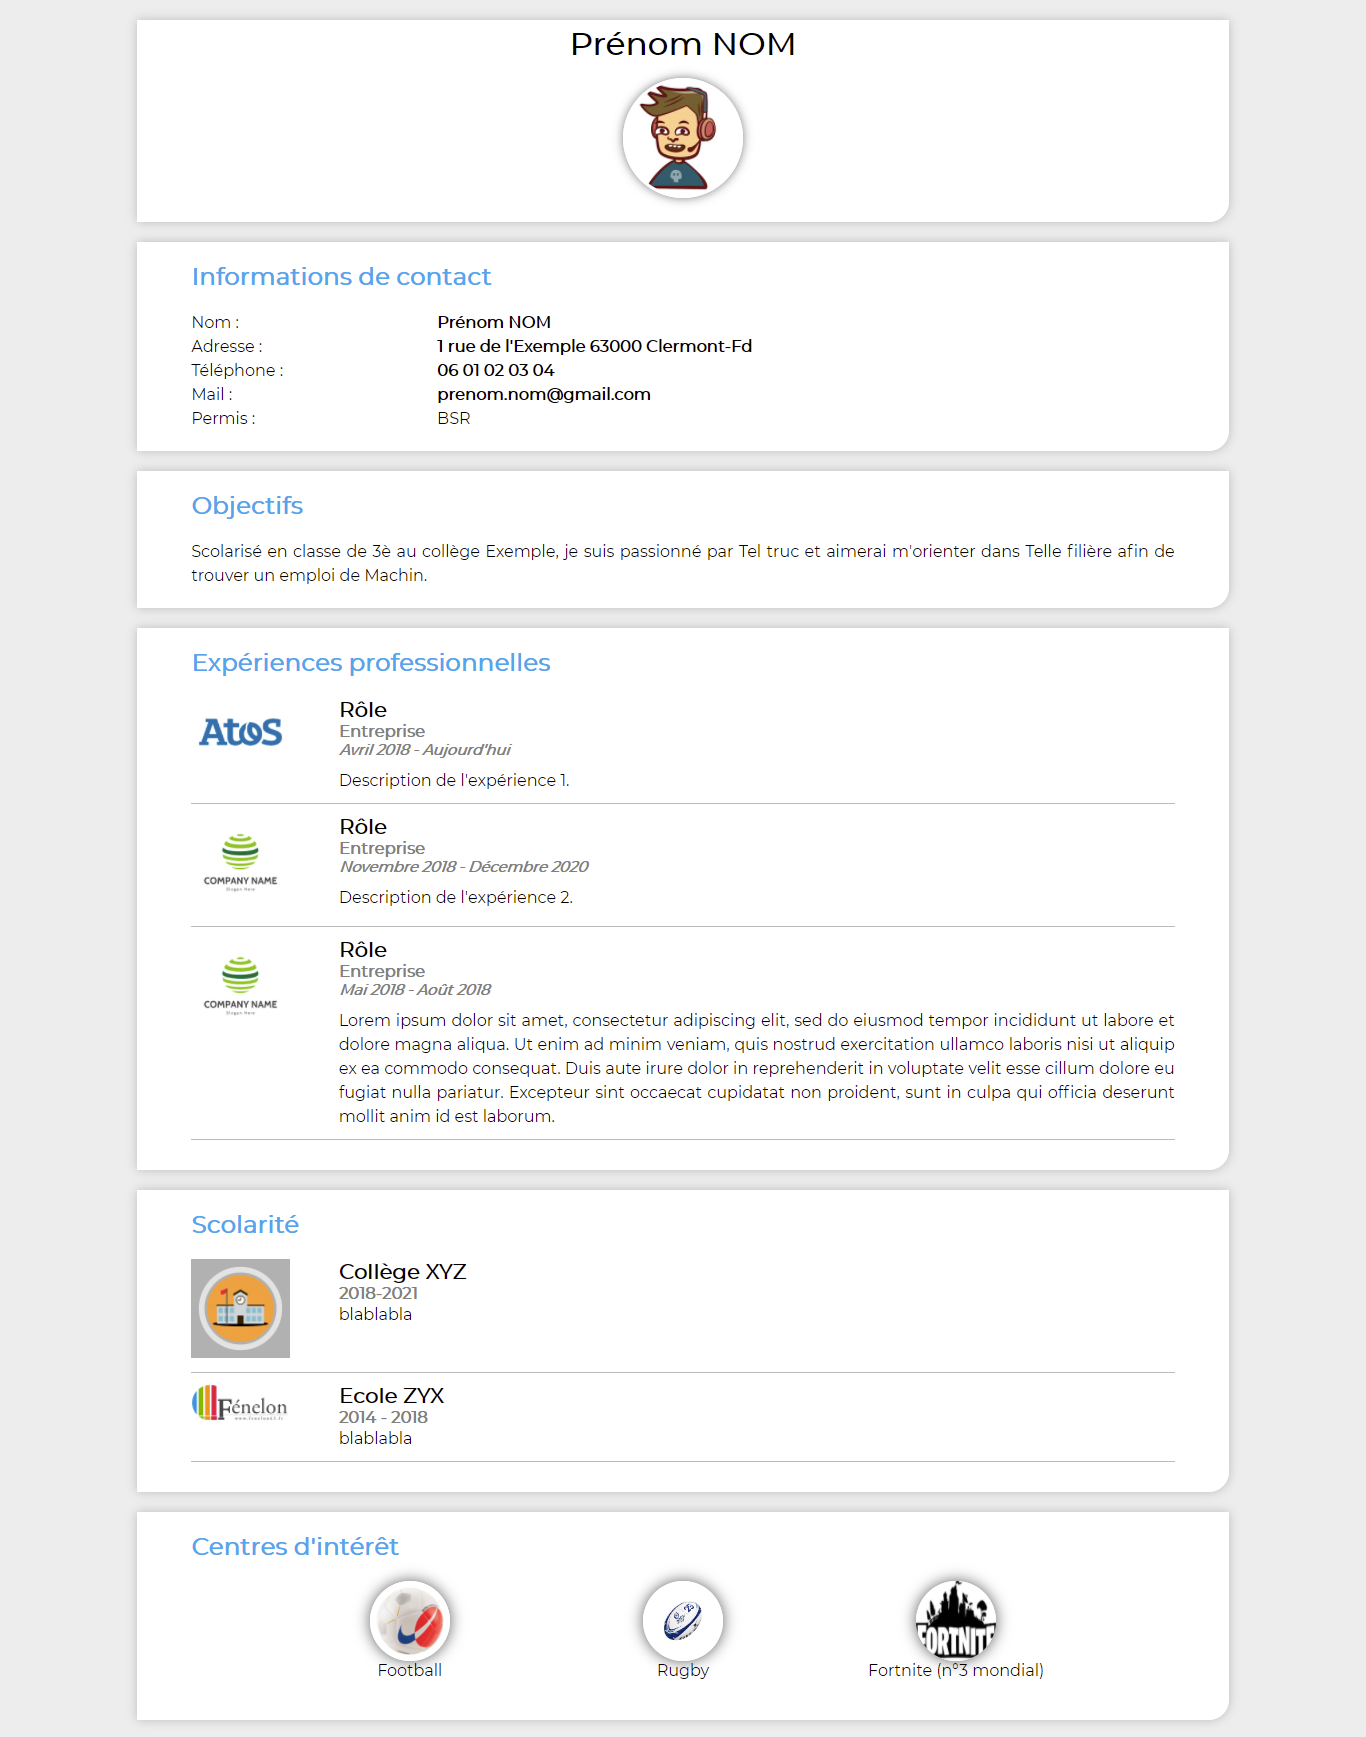 Prénom NOM
Informations de contact
Nom : Prénom NOM
Adresse : 1 rue de l'Exemple 63000 Clermont-Fd
Téléphone : 06 01 02 03 04
Mail : prenom.nom@gmail.com
Permis : BSR
Objectifs
Scolarisé en classe de 3è au collège Exemple, je suis passionné par Tel truc et aimerai m'orienter dans Telle filière afin de
trouver un emploi de Machin.
Expériences professionnelles
Atos
Rôle
Entreprise
Avril 2018 - Aujourd'hui
Description de l'expérience 1.
COMPANY NAME
Slogan Here
Rôle
Entreprise
Novembre 2018 - Décembre 2020
Description de l'expérience 2.
COMPANY NAME
Slogan Here
Rôle
Entreprise
Mai 2018 - Août 2018
Lorem ipsum dolor sit amet, consectetur adipiscing elit, sed do eiusmod tempor incididunt ut labore et
dolore magna aliqua. Ut enim ad minim veniam, quis nostrud exercitation ullamco laboris nisi ut aliquip
ex ea commodo consequat. Duis aute irure dolor in reprehenderit in voluptate velit esse cillum dolore eu
fugiat nulla pariatur. Excepteur sint occaecat cupidatat non proident, sunt in culpa qui officia deserunt
mollit anim id est laborum.
Scolarité
Collège XYZ
2018-2021
blablabla
Fénelon
Ecole ZYX
2014 - 2018
blablabla
Centres d'intérêt
FORTNITE
Football
Rugby
Fortnite (n°3 mondial)